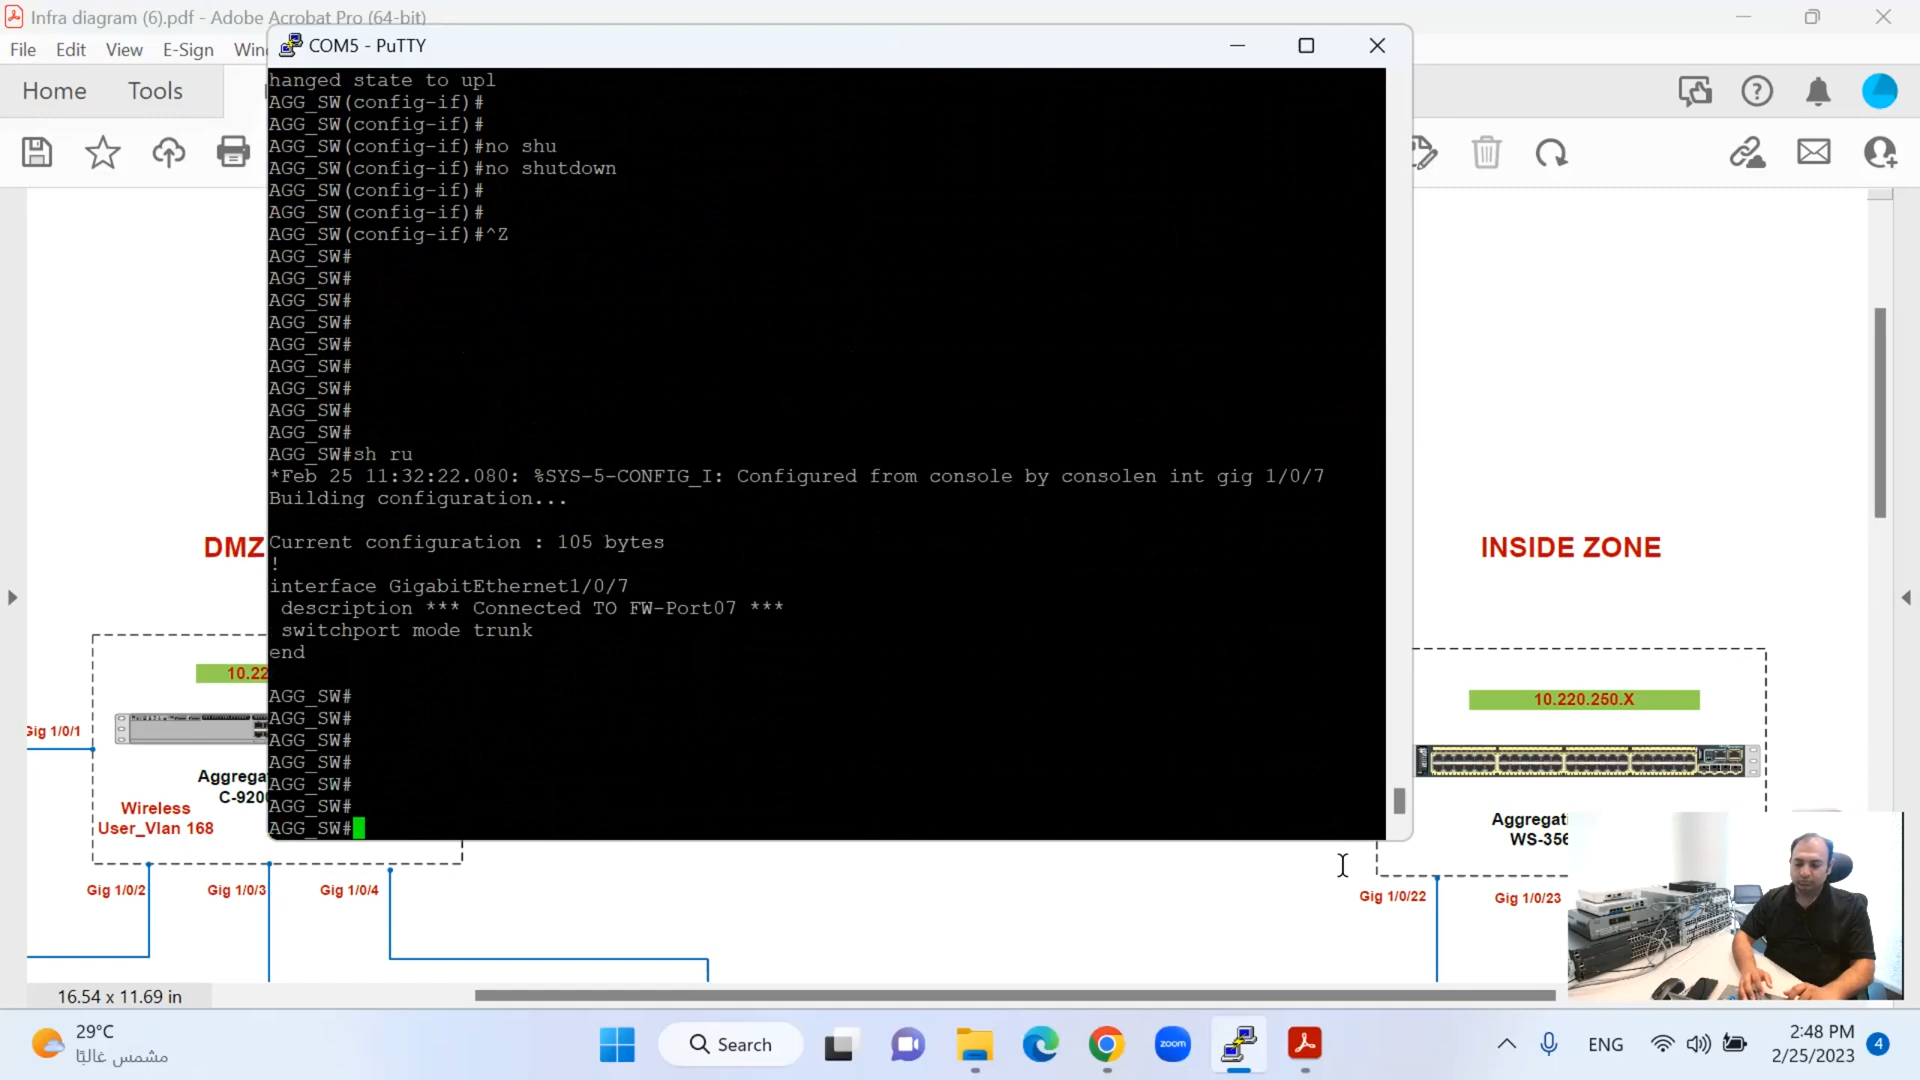 Infra diagram (6).pdf - Adobe Acrobat Pro (64-bit)
File Edit View E-Sign
COM5 - PuTTY
Home Tools
hanged state to upl
AGG_SW(config-if)#
AGG_SW(config-if)#
AGG_SW(config-if)#no shu
AGG_SW(config-if)#no shutdown
AGG_SW(config-if)#
AGG_SW(config-if)#
AGG_SW(config-if)#^Z
AGG_SW#
AGG_SW#
AGG_SW#
AGG_SW#
AGG_SW#
AGG_SW#
AGG_SW#
AGG_SW#
AGG_SW#
AGG_SW#sh ru
*Feb 25 11:32:22.080: %SYS-5-CONFIG_I: Configured from console by consolen int gig 1/0/7
Building configuration...
Current configuration : 105 bytes
!
interface GigabitEthernet1/0/7
description *** Connected TO FW-Port07 ***
switchport mode trunk
end
AGG_SW#
AGG_SW#
AGG_SW#
AGG_SW#
AGG_SW#
AGG_SW#
AGG_SW#
DMZ
10.22
Gig 1/0/1
Aggrega
C-920
Wireless
User_Vlan 168
Gig 1/0/2 Gig 1/0/3 Gig 1/0/4
INSIDE ZONE
10.220.250.X
Aggregat
WS-356
Gig 1/0/22 Gig 1/0/23
16.54 x 11.69 in
29°C
مشمس غالبًا
Search
zoom
ENG
2:48 PM
2/25/2023
4